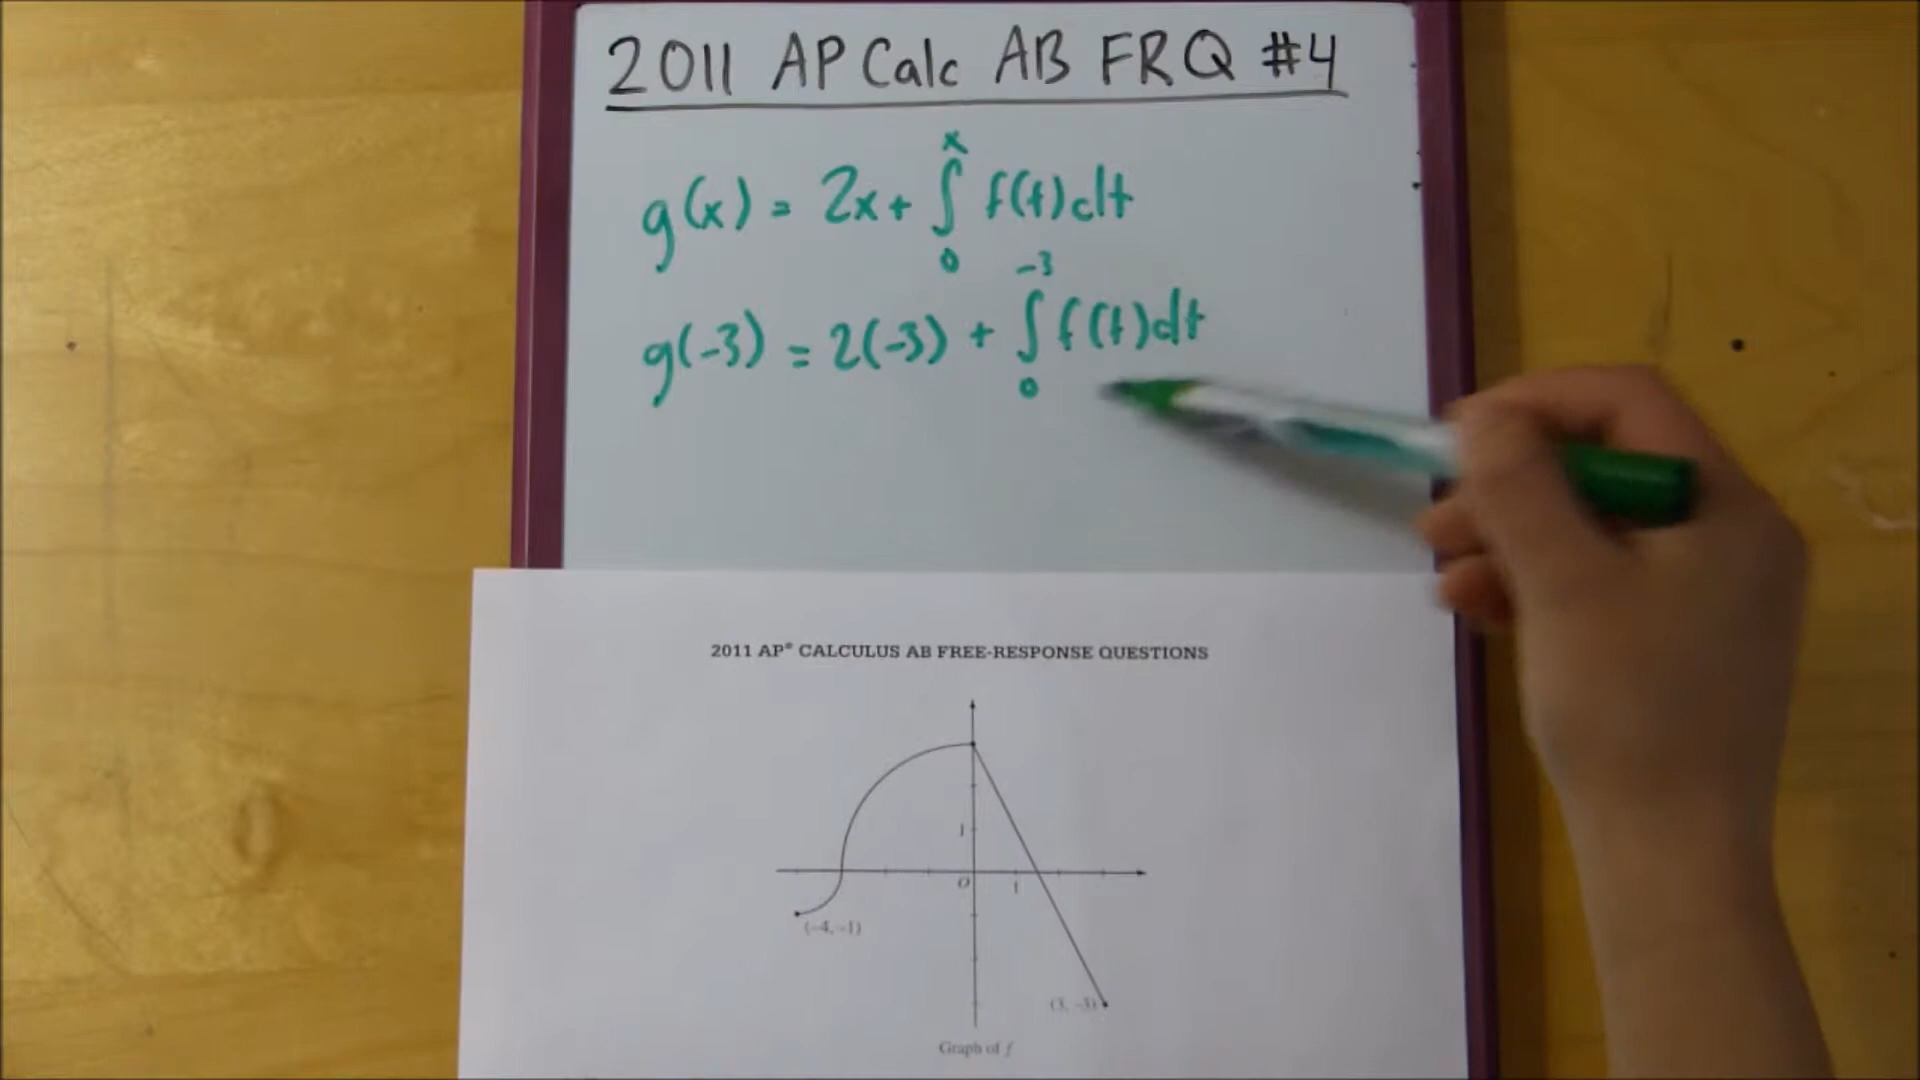 2011 AP Calc AB FRQ #4
g(x) = 2x + ∫₀ˣ f(t)dt
g(-3) = 2(-3) + ∫₀⁻³ f(t)dt
2011 AP® CALCULUS AB FREE-RESPONSE QUESTIONS
1
O
1
(-4, -1)
(3, -3)
Graph of f